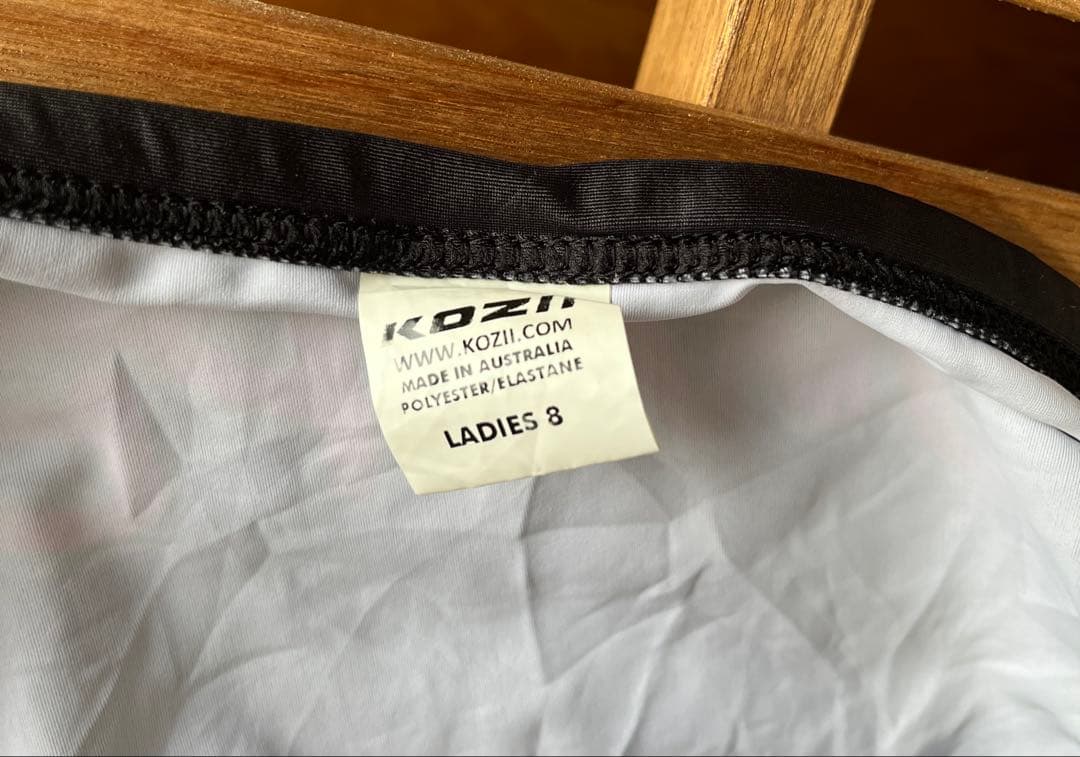 KOZII
WWW.KOZII.COM
MADE IN AUSTRALIA
POLYESTER/ELASTANE
LADIES 8